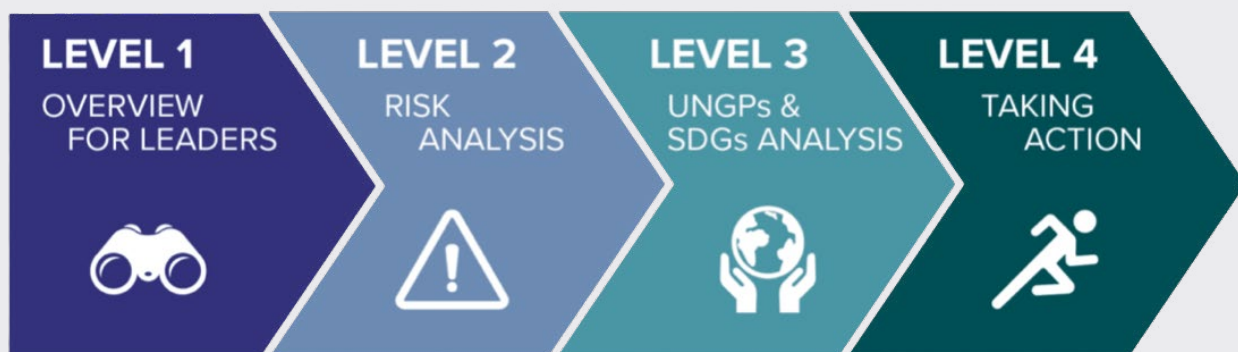 LEVEL 1
OVERVIEW
FOR LEADERS
LEVEL 2
RISK
ANALYSIS
LEVEL 3
UNGPs &
SDGs ANALYSIS
LEVEL 4
TAKING
ACTION